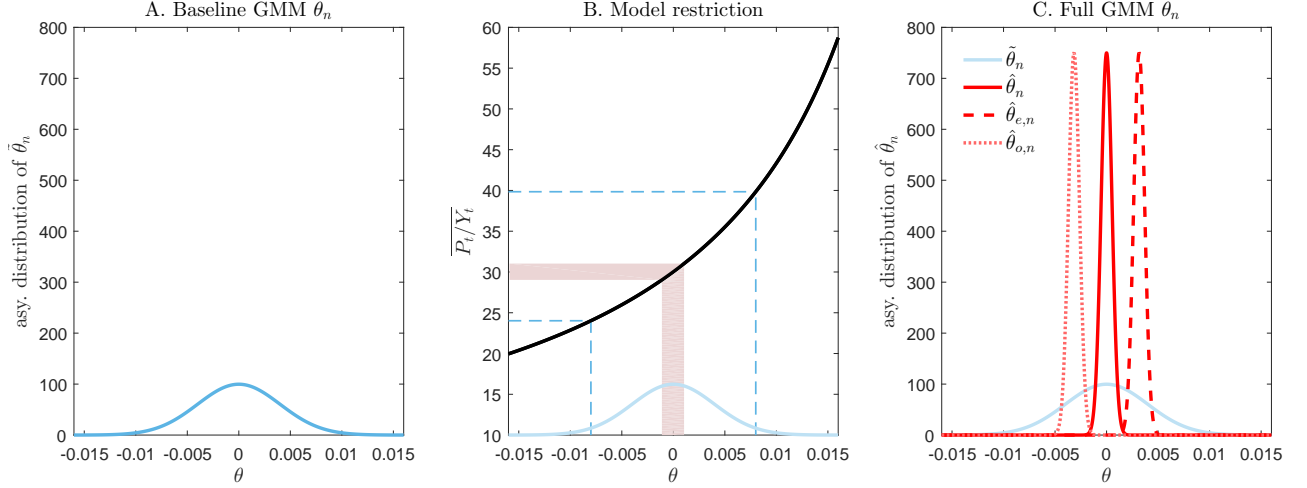 A. Baseline GMM θ_n
asy. distribution of θ̃_n
800
700
600
500
400
300
200
100
0
-0.015 -0.01 -0.005 0 0.005 0.01 0.015
θ
B. Model restriction
\overline{P_t/Y_t}
60
55
50
45
40
35
30
25
20
15
10
-0.015 -0.01 -0.005 0 0.005 0.01 0.015
θ
C. Full GMM θ_n
asy. distribution of θ̂_n
800
700
600
500
400
300
200
100
0
θ̃_n
θ̂_n
θ̂_{e,n}
θ̂_{o,n}
-0.015 -0.01 -0.005 0 0.005 0.01 0.015
θ